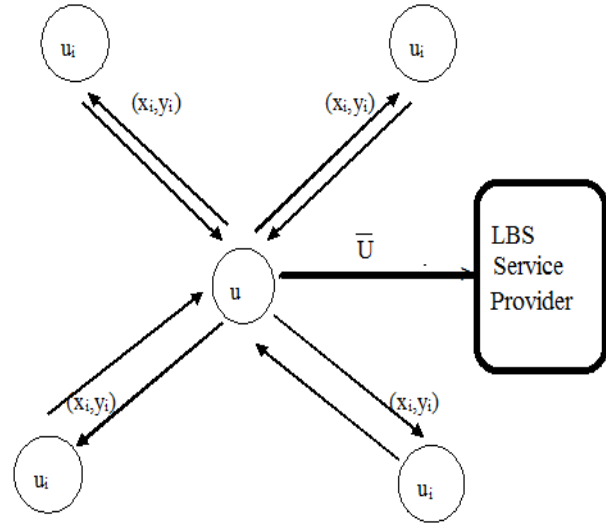 uᵢ
uᵢ
(xᵢ,yᵢ)
(xᵢ,yᵢ)
U̅
LBS
Service
Provider
u
(xᵢ,yᵢ)
(xᵢ,yᵢ)
uᵢ
uᵢ